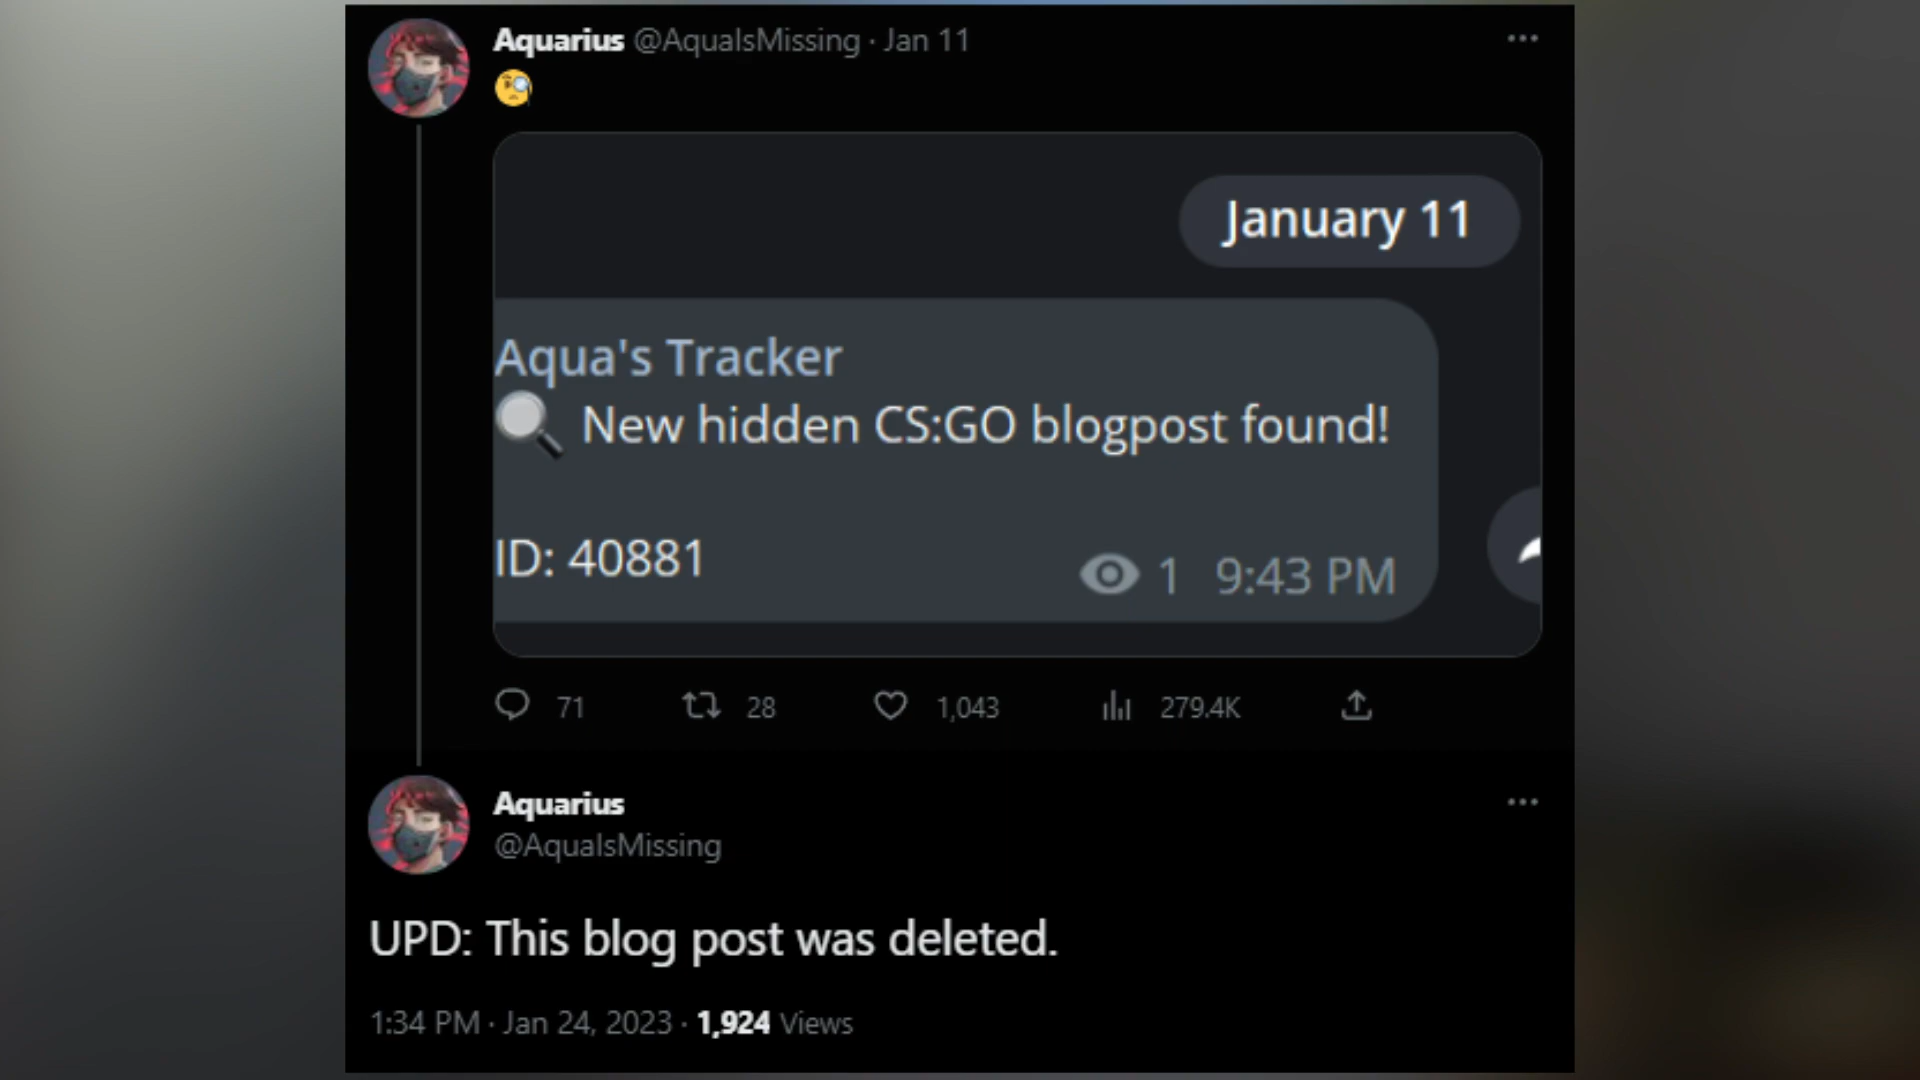 Aquarius @AquaIsMissing · Jan 11
🧐
January 11
Aqua's Tracker
🔍 New hidden CS:GO blogpost found!
ID: 40881
1 9:43 PM
71 28 1,043 279.4K
Aquarius
@AquaIsMissing
UPD: This blog post was deleted.
1:34 PM · Jan 24, 2023 · 1,924 Views